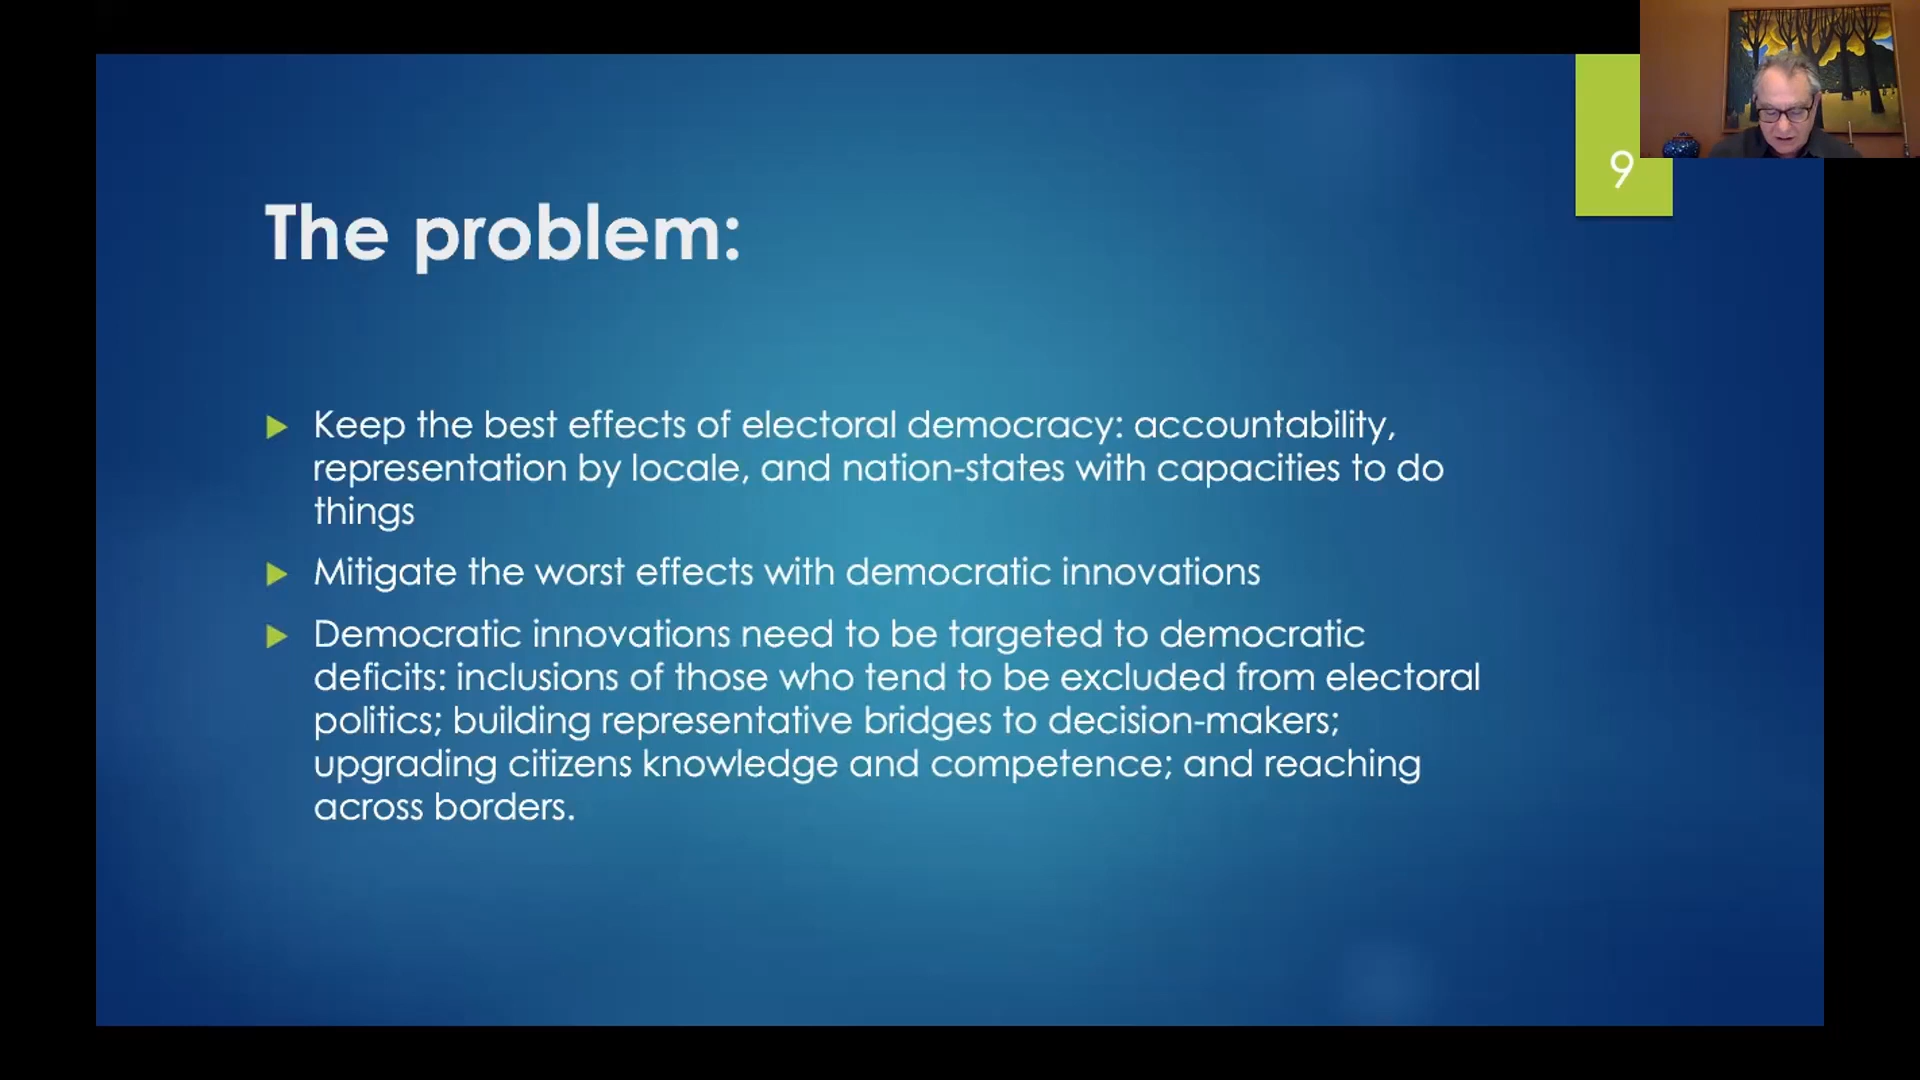 9
The problem:
► Keep the best effects of electoral democracy: accountability,
representation by locale, and nation-states with capacities to do
things
► Mitigate the worst effects with democratic innovations
► Democratic innovations need to be targeted to democratic
deficits: inclusions of those who tend to be excluded from electoral
politics; building representative bridges to decision-makers;
upgrading citizens knowledge and competence; and reaching
across borders.